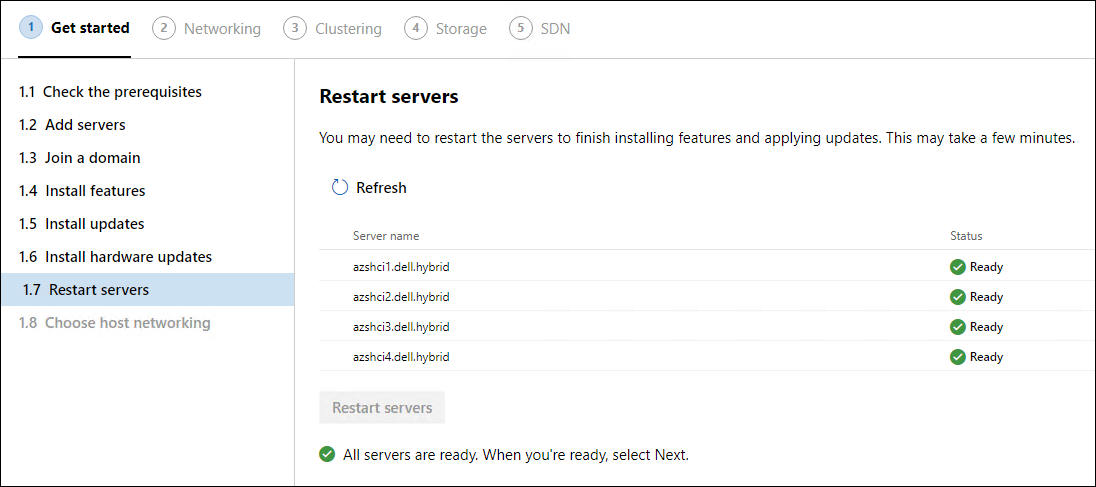 1 Get started 2 Networking 3 Clustering 4 Storage 5 SDN
1.1 Check the prerequisites
1.2 Add servers
1.3 Join a domain
1.4 Install features
1.5 Install updates
1.6 Install hardware updates
1.7 Restart servers
1.8 Choose host networking
Restart servers
You may need to restart the servers to finish installing features and applying updates. This may take a few minutes.
Refresh
Server name Status
azshci1.dell.hybrid Ready
azshci2.dell.hybrid Ready
azshci3.dell.hybrid Ready
azshci4.dell.hybrid Ready
Restart servers
All servers are ready. When you're ready, select Next.